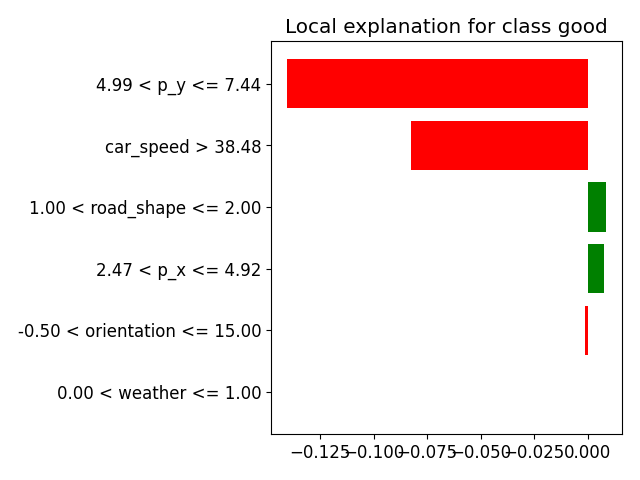 Local explanation for class good
4.99 < p_y <= 7.44
car_speed > 38.48
1.00 < road_shape <= 2.00
2.47 < p_x <= 4.92
-0.50 < orientation <= 15.00
0.00 < weather <= 1.00
−0.125 −0.100 −0.075 −0.050 −0.025 0.000